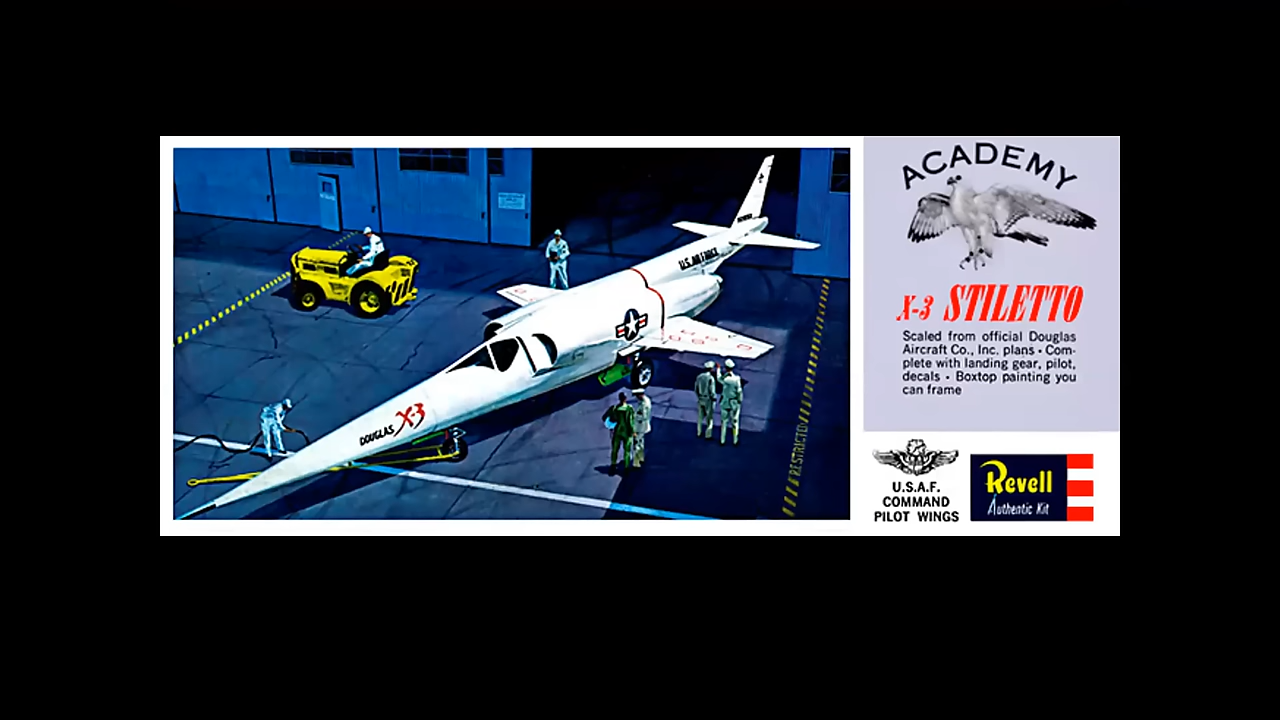 U.S. AIR FORCE
DOUGLAS X-3
RESTRICTED
ACADEMY
X-3 STILETTO
Scaled from official Douglas
Aircraft Co., Inc. plans • Com-
plete with landing gear, pilot,
decals • Boxtop painting you
can frame
U.S.A.F.
COMMAND
PILOT WINGS
Revell
Authentic Kit